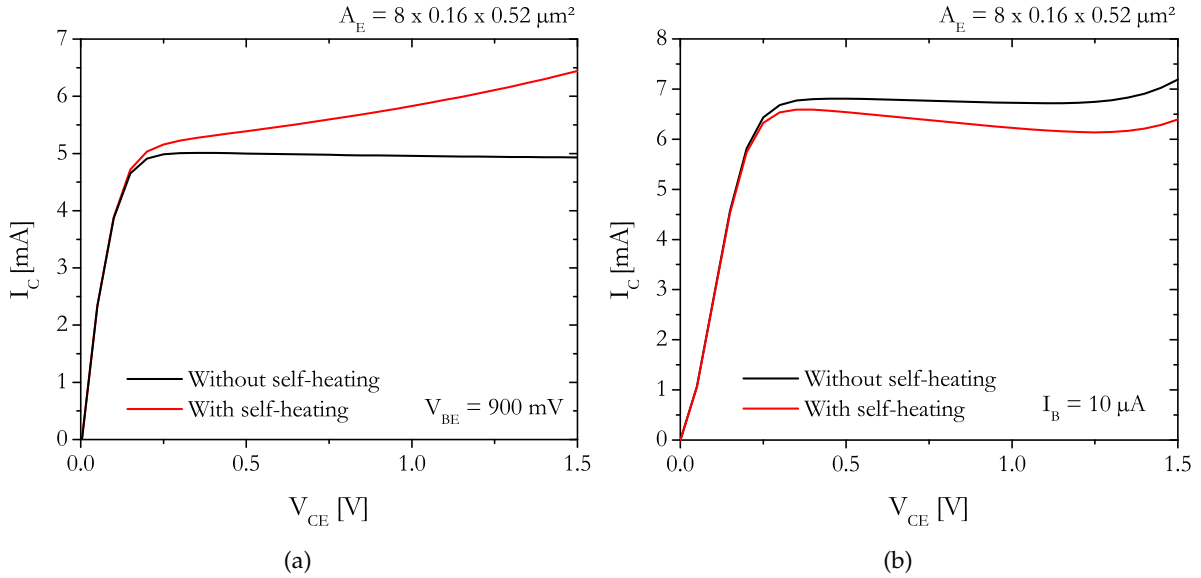 A_E = 8 x 0.16 x 0.52 µm²
7
6
5
4
3
2
1
0
I_C [mA]
Without self-heating
With self-heating
V_BE = 900 mV
0.0 0.5 1.0 1.5
V_CE [V]
(a)
A_E = 8 x 0.16 x 0.52 µm²
8
7
6
5
4
3
2
1
0
I_C [mA]
Without self-heating
With self-heating
I_B = 10 µA
0.0 0.5 1.0 1.5
V_CE [V]
(b)